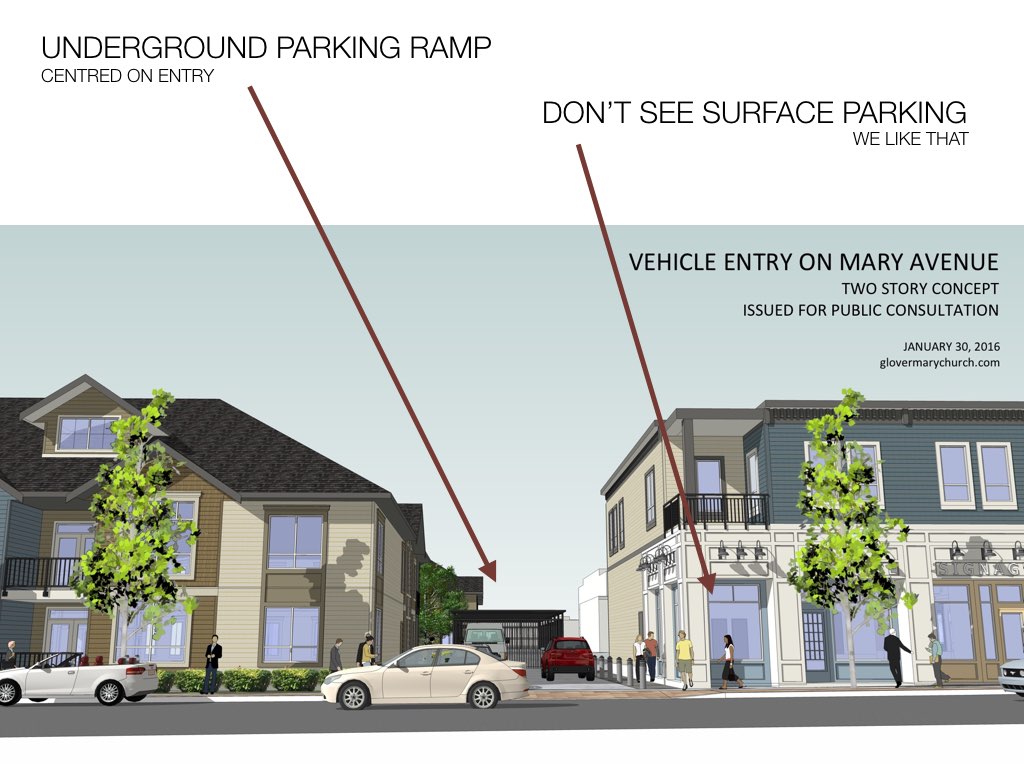 UNDERGROUND PARKING RAMP
CENTRED ON ENTRY
DON'T SEE SURFACE PARKING
WE LIKE THAT
VEHICLE ENTRY ON MARY AVENUE
TWO STORY CONCEPT
ISSUED FOR PUBLIC CONSULTATION
JANUARY 30, 2016
glovermarychurch.com
SIGNAG